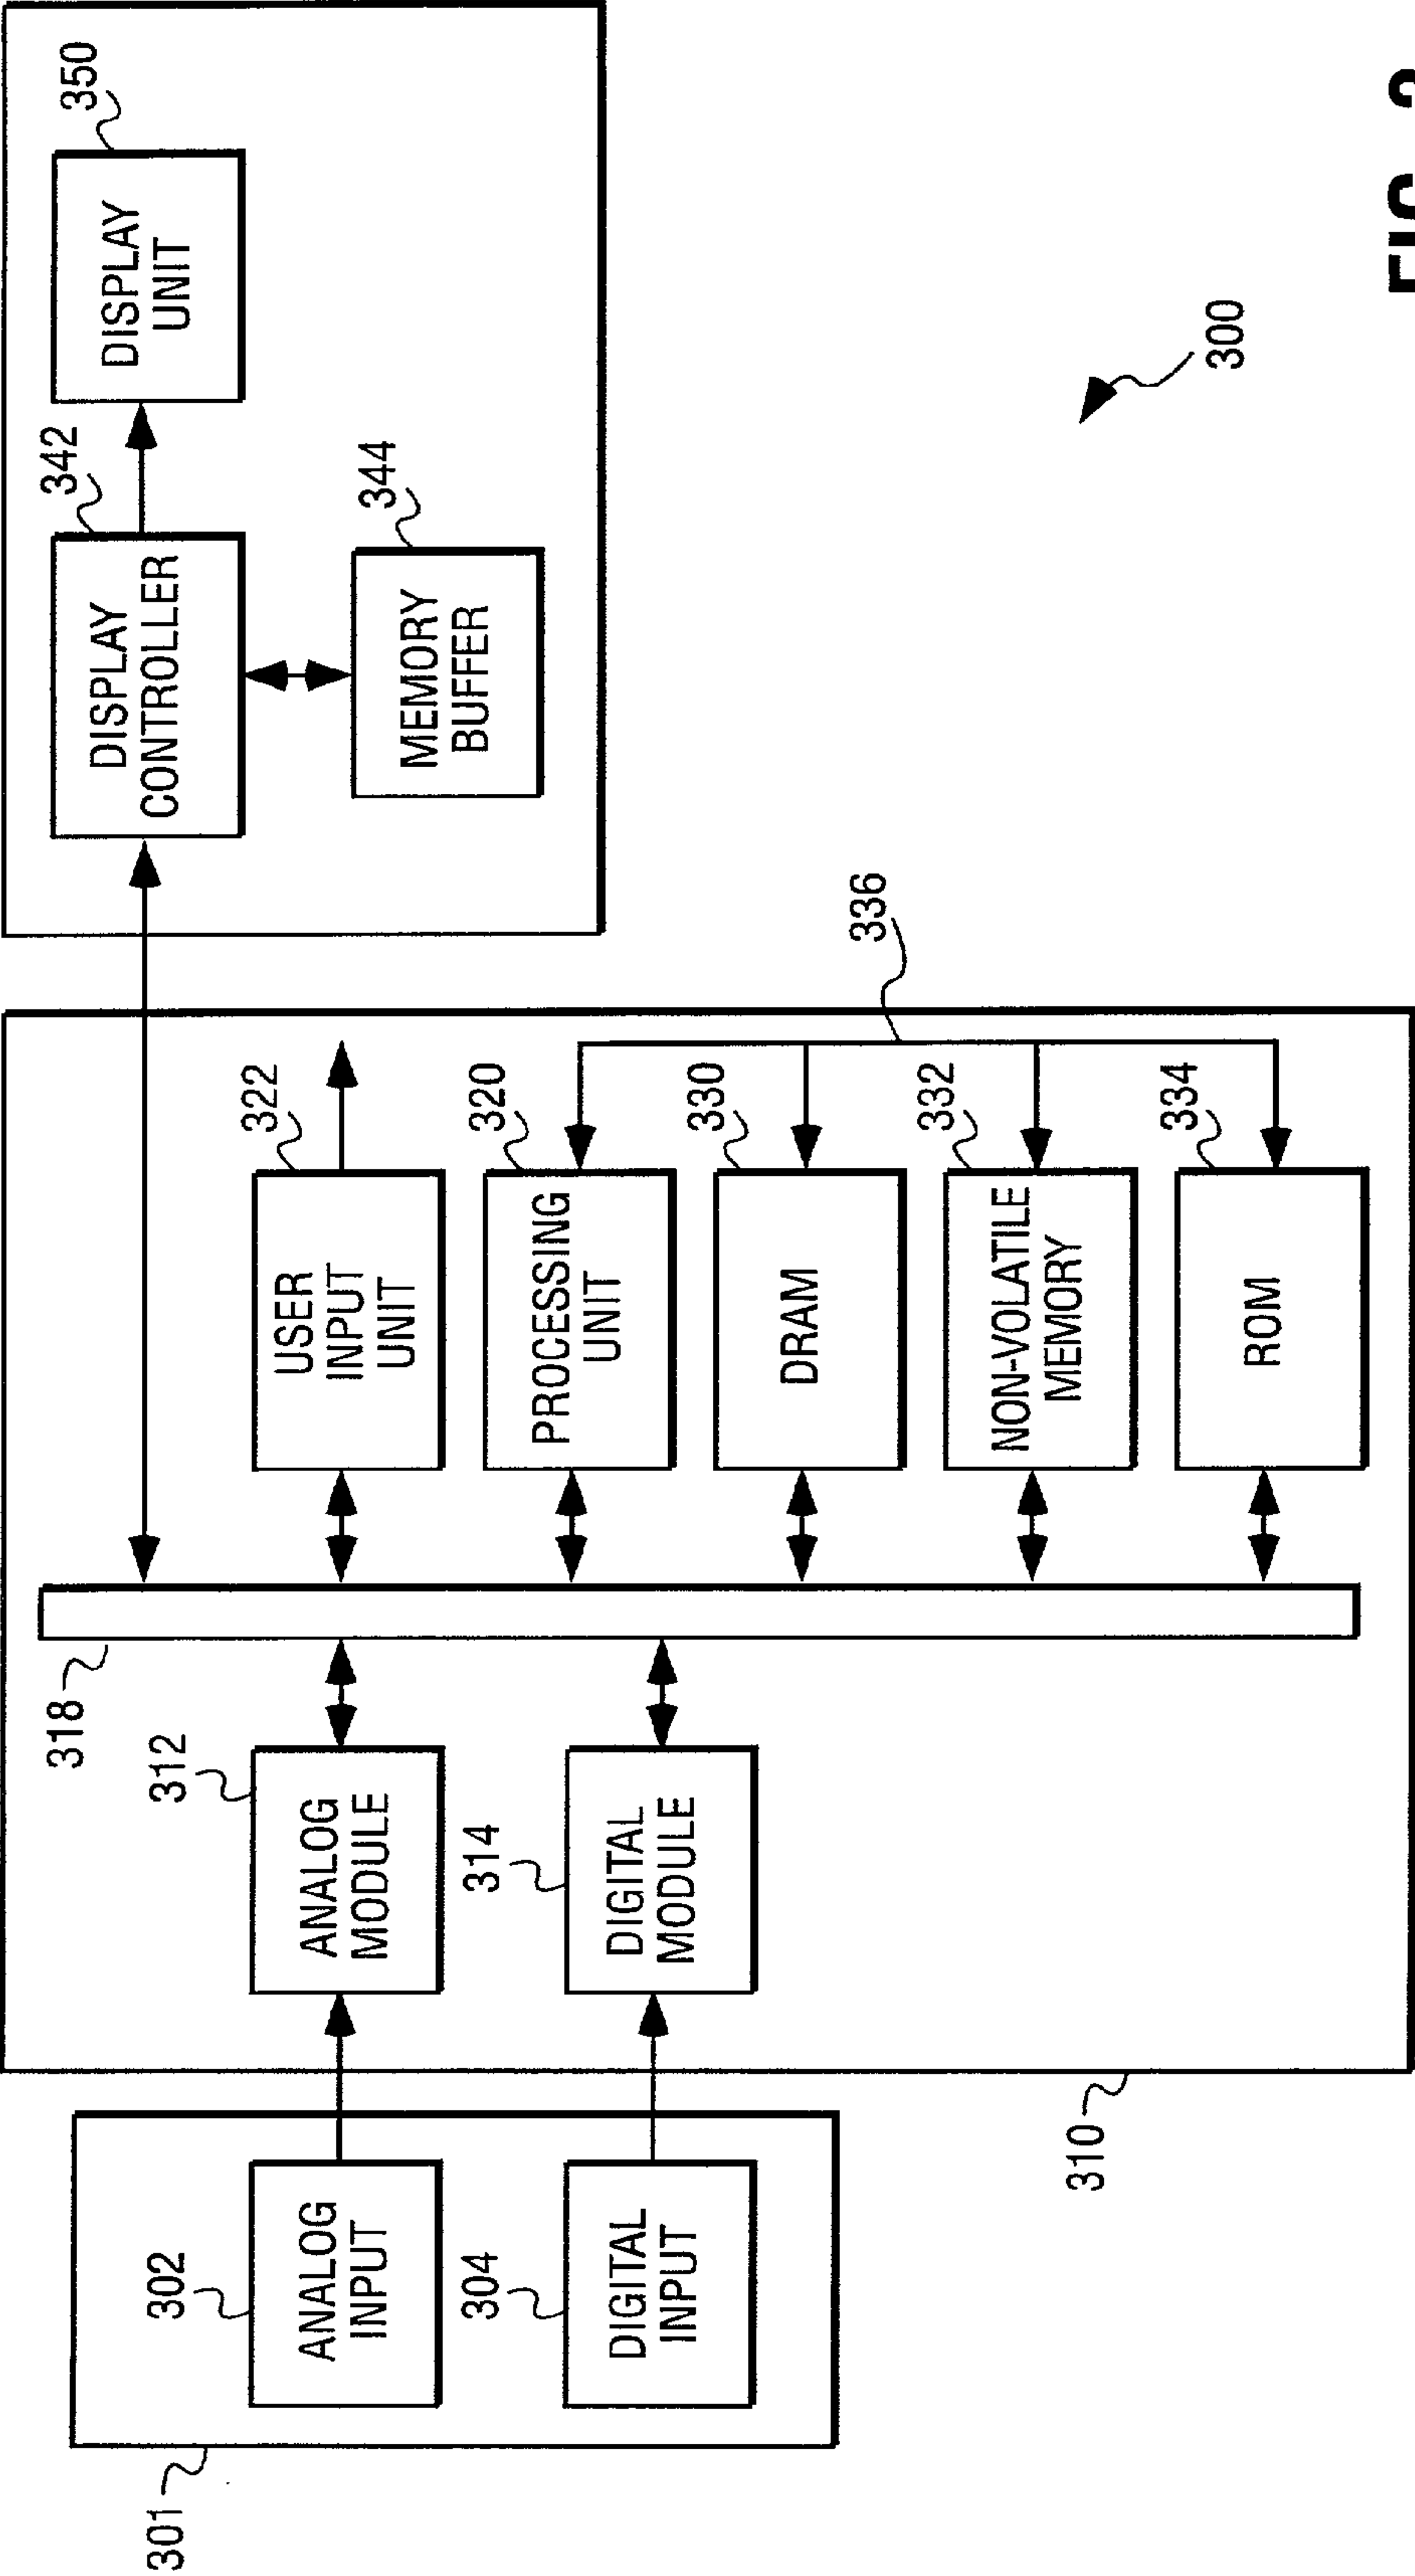 301
302
ANALOG
INPUT
304
DIGITAL
INPUT
310
312
ANALOG
MODULE
314
DIGITAL
MODULE
318
322
USER
INPUT
UNIT
320
PROCESSING
UNIT
330
DRAM
332
NON-VOLATILE
MEMORY
334
ROM
336
342
DISPLAY
CONTROLLER
344
MEMORY
BUFFER
350
DISPLAY
UNIT
300